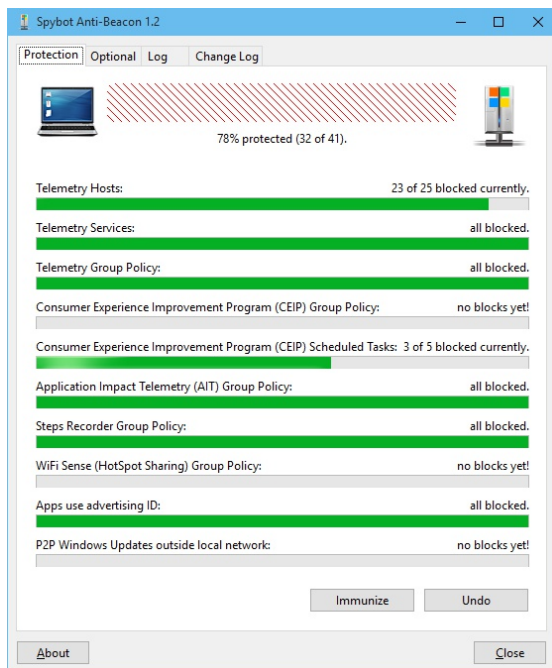 Spybot Anti-Beacon 1.2
Protection Optional Log Change Log
78% protected (32 of 41).
Telemetry Hosts: 23 of 25 blocked currently.
Telemetry Services: all blocked.
Telemetry Group Policy: all blocked.
Consumer Experience Improvement Program (CEIP) Group Policy: no blocks yet!
Consumer Experience Improvement Program (CEIP) Scheduled Tasks: 3 of 5 blocked currently.
Application Impact Telemetry (AIT) Group Policy: all blocked.
Steps Recorder Group Policy: all blocked.
WiFi Sense (HotSpot Sharing) Group Policy: no blocks yet!
Apps use advertising ID: all blocked.
P2P Windows Updates outside local network: no blocks yet!
Immunize Undo
About Close